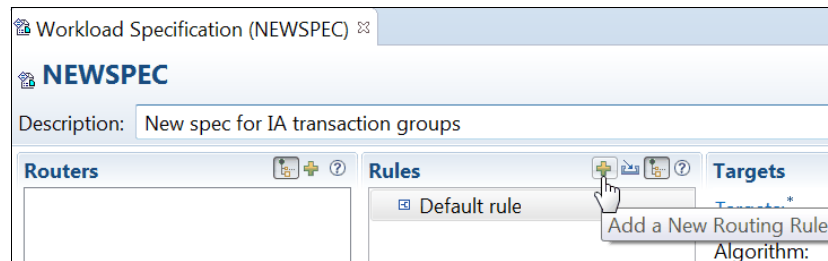 Workload Specification (NEWSPEC)
NEWSPEC
Description: New spec for IA transaction groups
Routers
Rules
Targets
Default rule
Targets:*
Add a New Routing Rule
Algorithm: